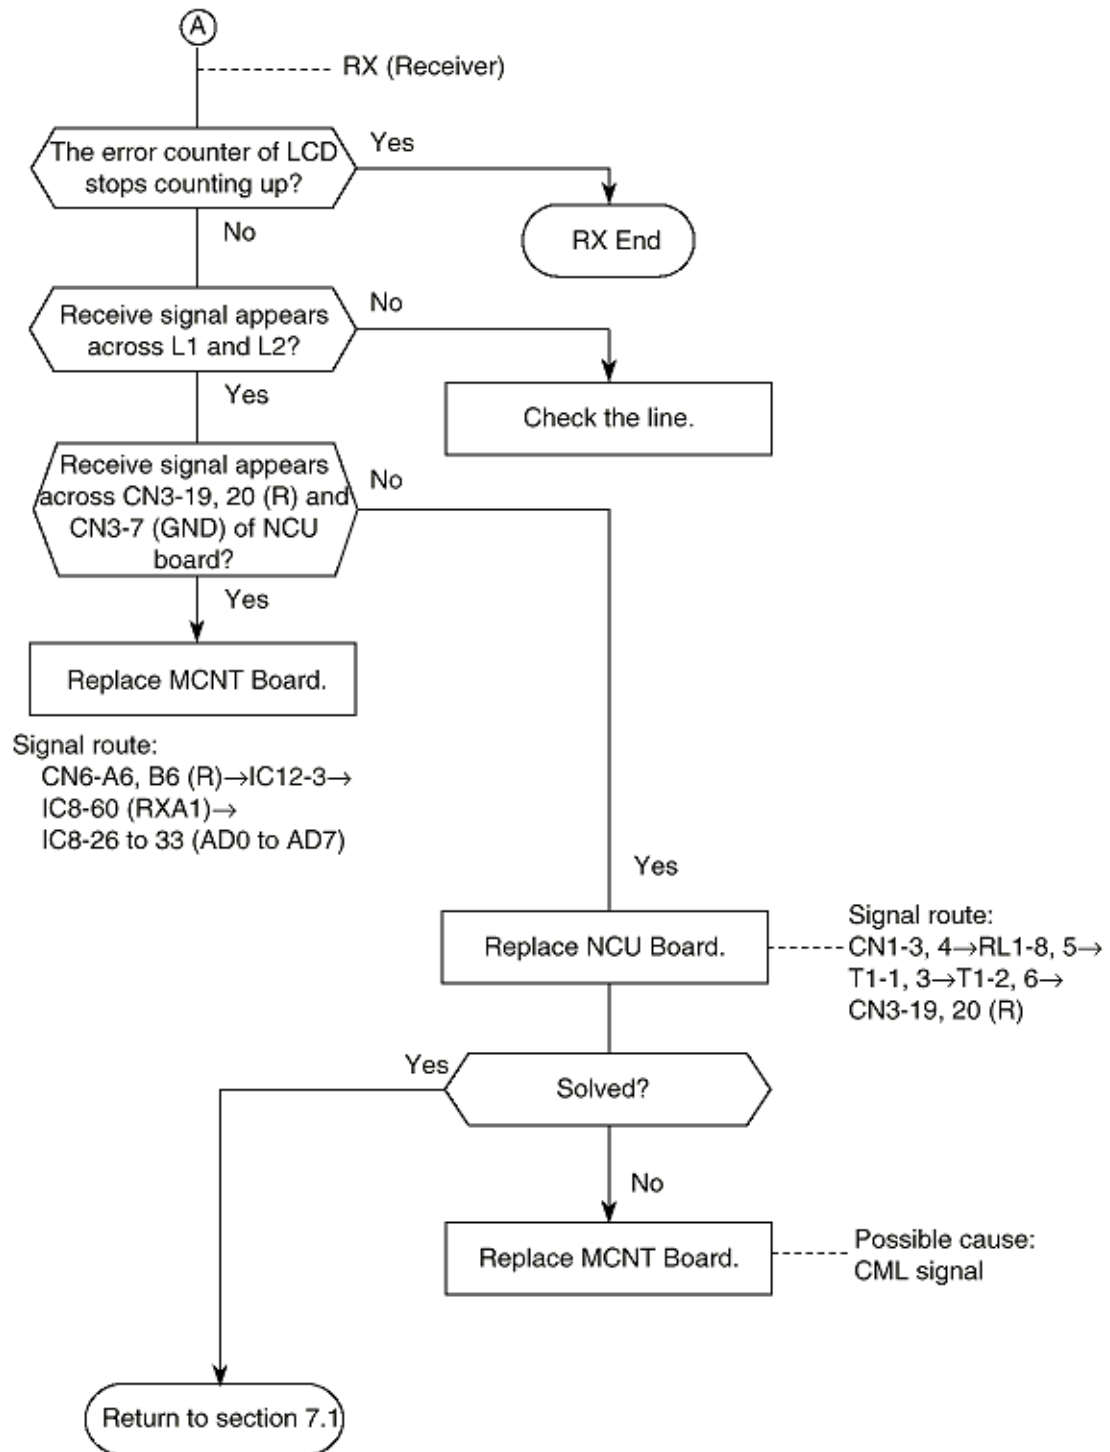 A
RX (Receiver)
The error counter of LCD
stops counting up?
Yes
No
RX End
Receive signal appears
across L1 and L2?
No
Yes
Check the line.
Receive signal appears
across CN3-19, 20 (R) and
CN3-7 (GND) of NCU
board?
No
Yes
Replace MCNT Board.
Signal route:
CN6-A6, B6 (R)→IC12-3→
IC8-60 (RXA1)→
IC8-26 to 33 (AD0 to AD7)
Yes
Replace NCU Board.
Signal route:
CN1-3, 4→RL1-8, 5→
T1-1, 3→T1-2, 6→
CN3-19, 20 (R)
Yes
Solved?
No
Replace MCNT Board.
Possible cause:
CML signal
Return to section 7.1